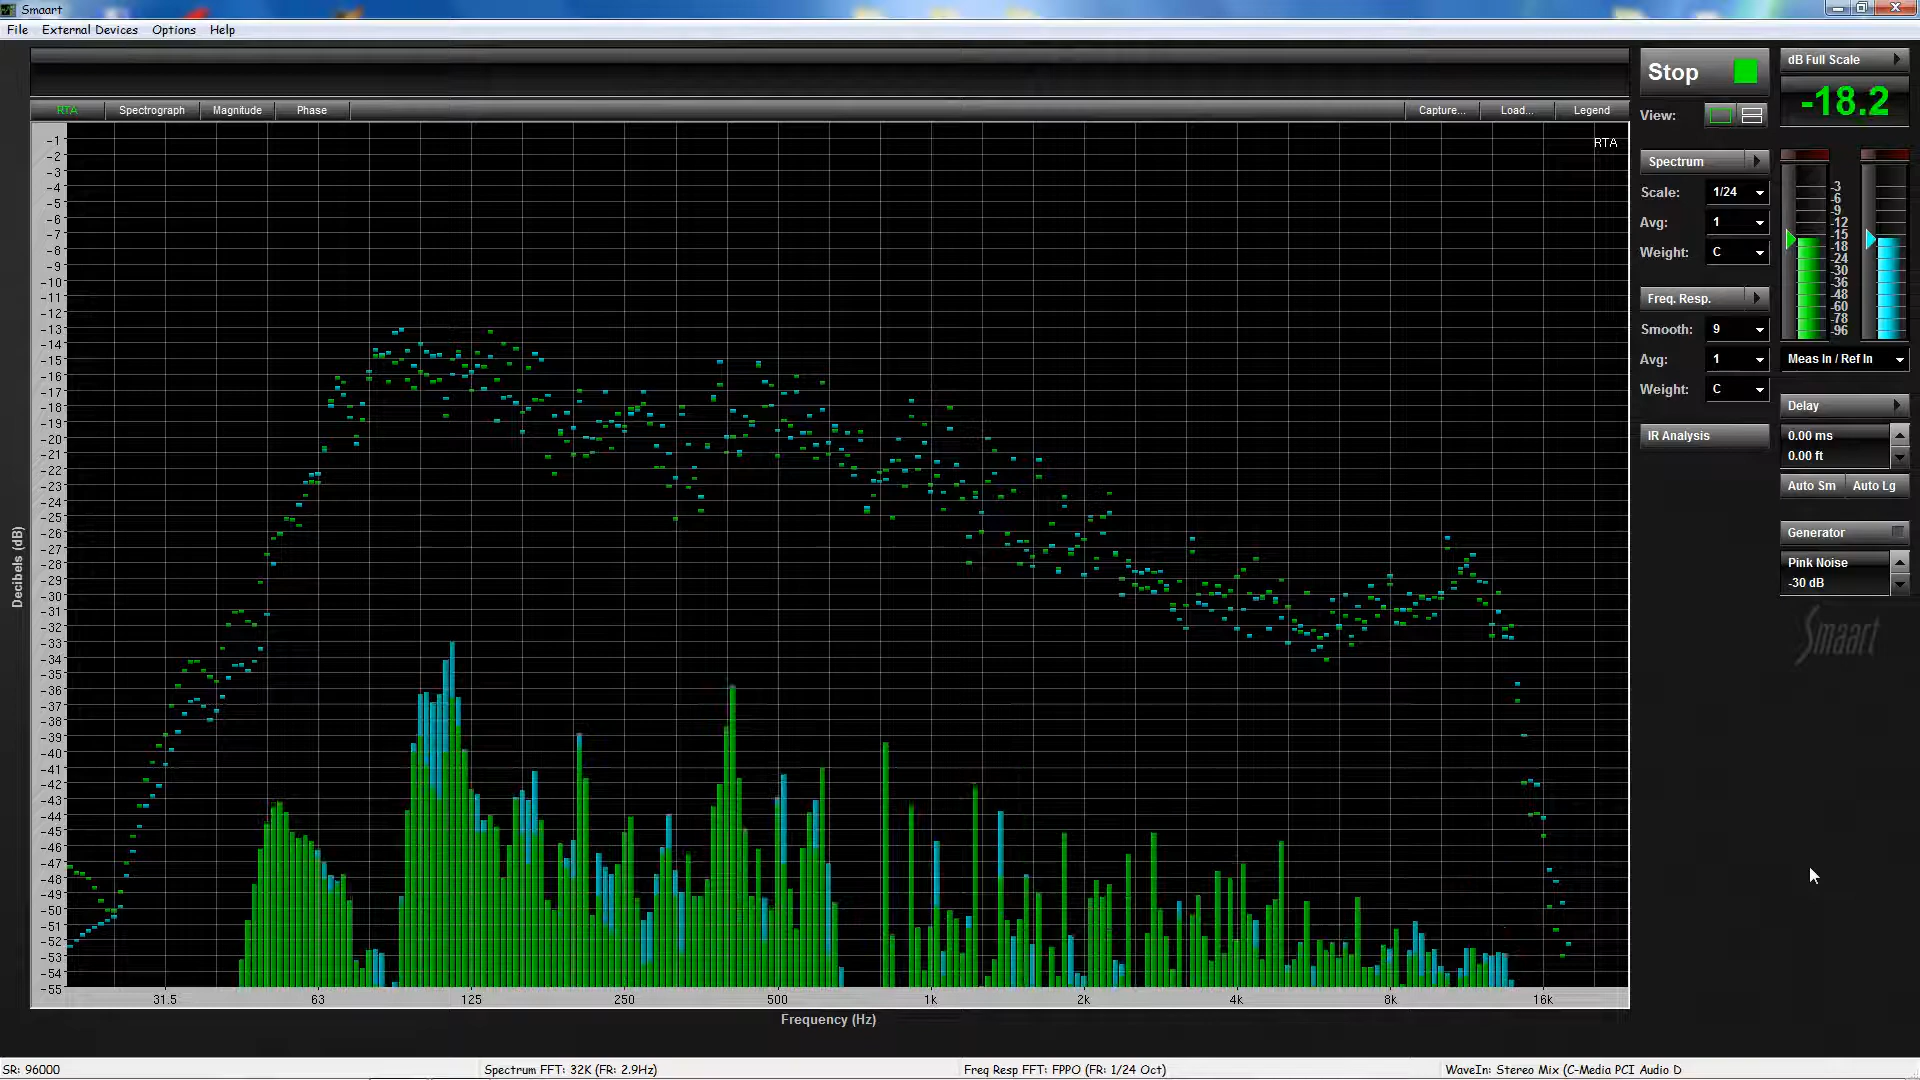 Smaart
File External Devices Options Help
RTA Spectrograph Magnitude Phase Capture... Load... Legend
RTA
Stop
View:
Spectrum
Scale: 1/24
Avg: 1
Weight: C
Freq. Resp.
Smooth: 9
Avg: 1
Weight: C
IR Analysis
dB Full Scale
-18.2
-3
-6
-9
-12
-15
-18
-24
-30
-36
-48
-60
-78
-96
Meas In / Ref In
Delay
0.00 ms
0.00 ft
Auto Sm Auto Lg
Generator
Pink Noise
-30 dB
Smaart
Decibels (dB)
-1
-2
-3
-4
-5
-6
-7
-8
-9
-10
-11
-12
-13
-14
-15
-16
-17
-18
-19
-20
-21
-22
-23
-24
-25
-26
-27
-28
-29
-30
-31
-32
-33
-34
-35
-36
-37
-38
-39
-40
-41
-42
-43
-44
-45
-46
-47
-48
-49
-50
-51
-52
-53
-54
-55
31.5 63 125 250 500 1k 2k 4k 8k 16k
Frequency (Hz)
SR: 96000 Spectrum FFT: 32K (FR: 2.9Hz) Freq Resp FFT: FPPO (FR: 1/24 Oct) WaveIn: Stereo Mix (C-Media PCI Audio D